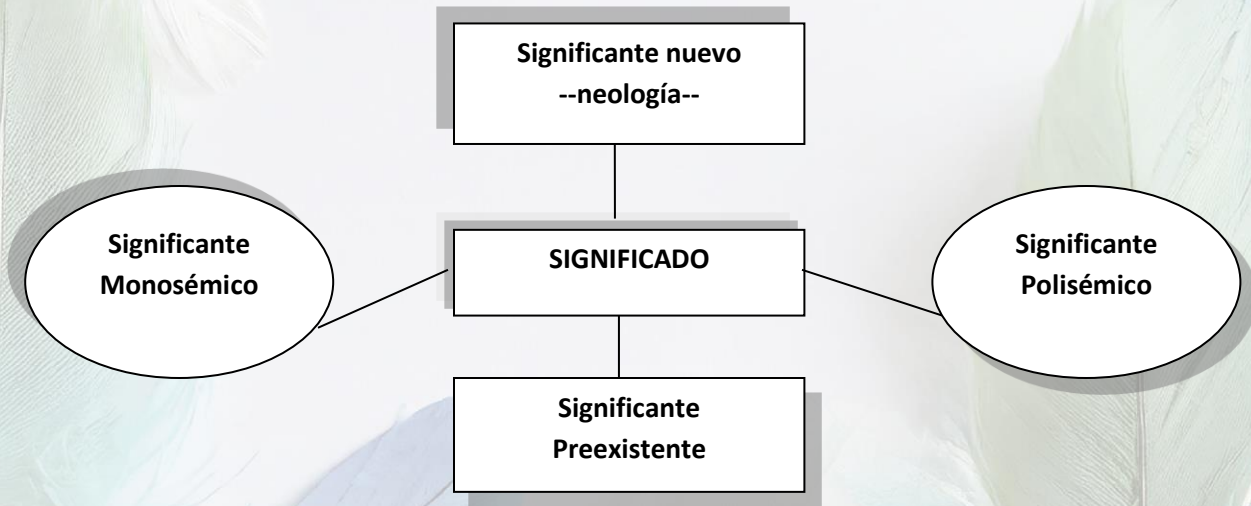 Significante nuevo
--neología--
Significante
Monosémico
SIGNIFICADO
Significante
Polisémico
Significante
Preexistente